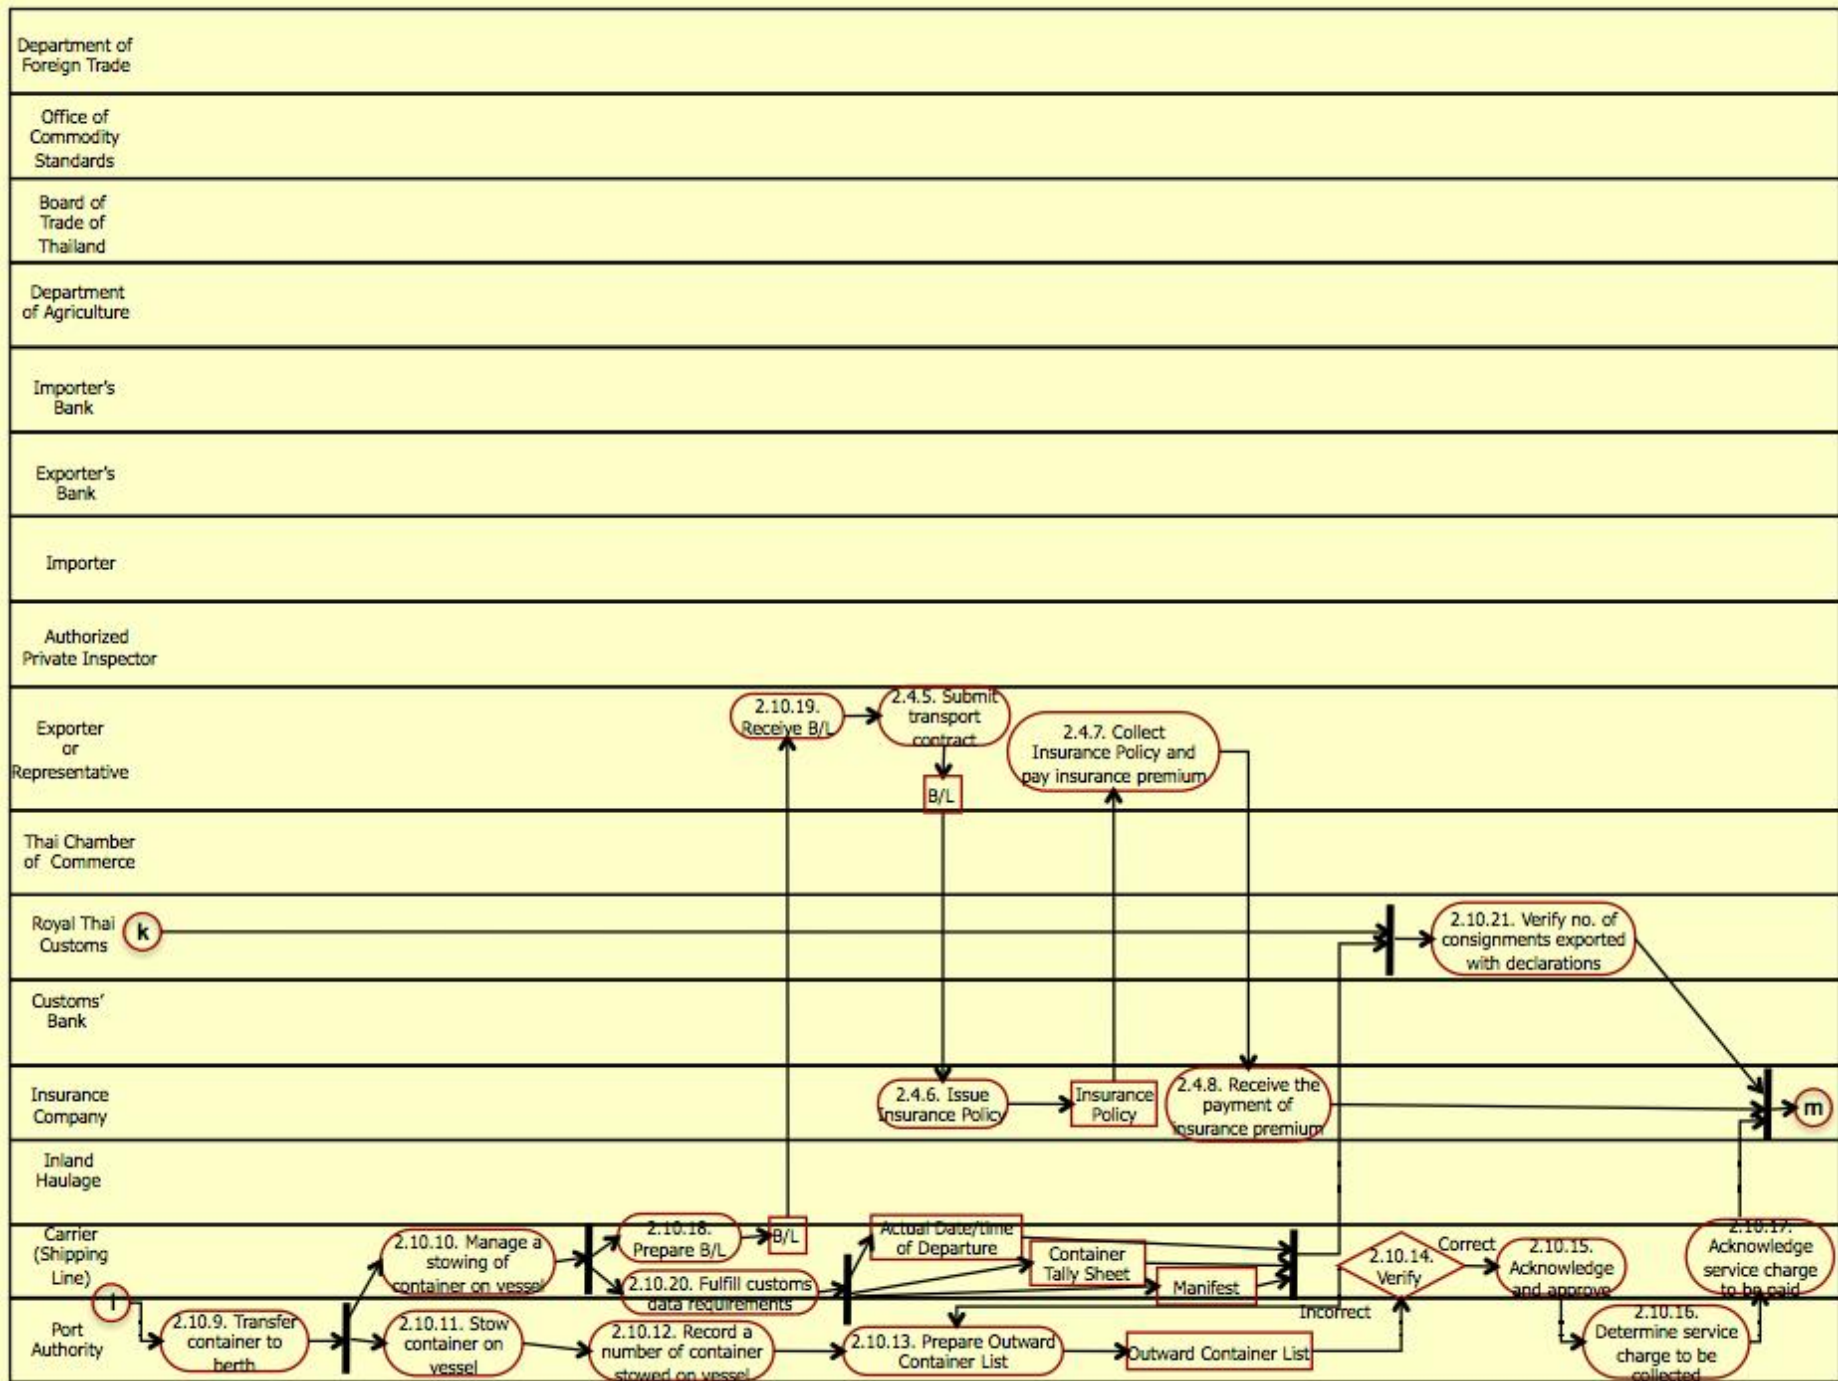 Department of
Foreign Trade
Office of
Commodity
Standards
Board of
Trade of
Thailand
Department
of Agriculture
Importer's
Bank
Exporter's
Bank
Importer
Authorized
Private Inspector
Exporter
or
Representative
2.10.19.
Receive B/L
2.4.5. Submit
transport
contract
B/L
2.4.7. Collect
Insurance Policy and
pay insurance premium
Thai Chamber
of Commerce
Royal Thai
Customs
k
2.10.21. Verify no. of
consignments exported
with declarations
Customs'
Bank
Insurance
Company
2.4.6. Issue
Insurance Policy
Insurance
Policy
2.4.8. Receive the
payment of
insurance premium
m
Inland
Haulage
Carrier
(Shipping
Line)
2.10.10. Manage a
stowing of
container on vessel
2.10.18.
Prepare B/L
B/L
2.10.20. Fulfill customs
data requirements
Actual Date/time
of Departure
Container
Tally Sheet
Manifest
2.10.14.
Verify
Correct
Incorrect
2.10.15.
Acknowledge
and approve
2.10.17.
Acknowledge
service charge
to be paid
l
Port
Authority
2.10.9. Transfer
container to
berth
2.10.11. Stow
container on
vessel
2.10.12. Record a
number of container
stowed on vessel
2.10.13. Prepare Outward
Container List
Outward Container List
2.10.16.
Determine service
charge to be
collected